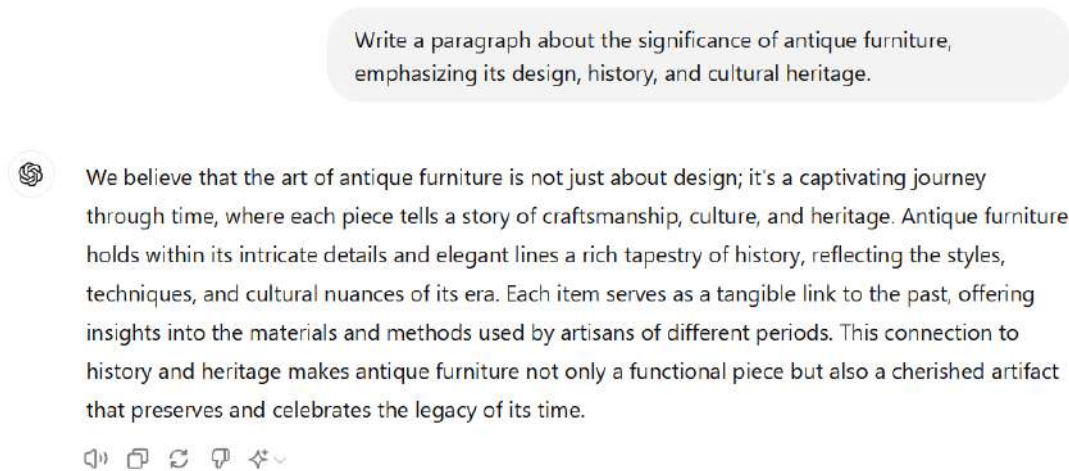 Write a paragraph about the significance of antique furniture,
emphasizing its design, history, and cultural heritage.
We believe that the art of antique furniture is not just about design; it's a captivating journey
through time, where each piece tells a story of craftsmanship, culture, and heritage. Antique furniture
holds within its intricate details and elegant lines a rich tapestry of history, reflecting the styles,
techniques, and cultural nuances of its era. Each item serves as a tangible link to the past, offering
insights into the materials and methods used by artisans of different periods. This connection to
history and heritage makes antique furniture not only a functional piece but also a cherished artifact
that preserves and celebrates the legacy of its time.